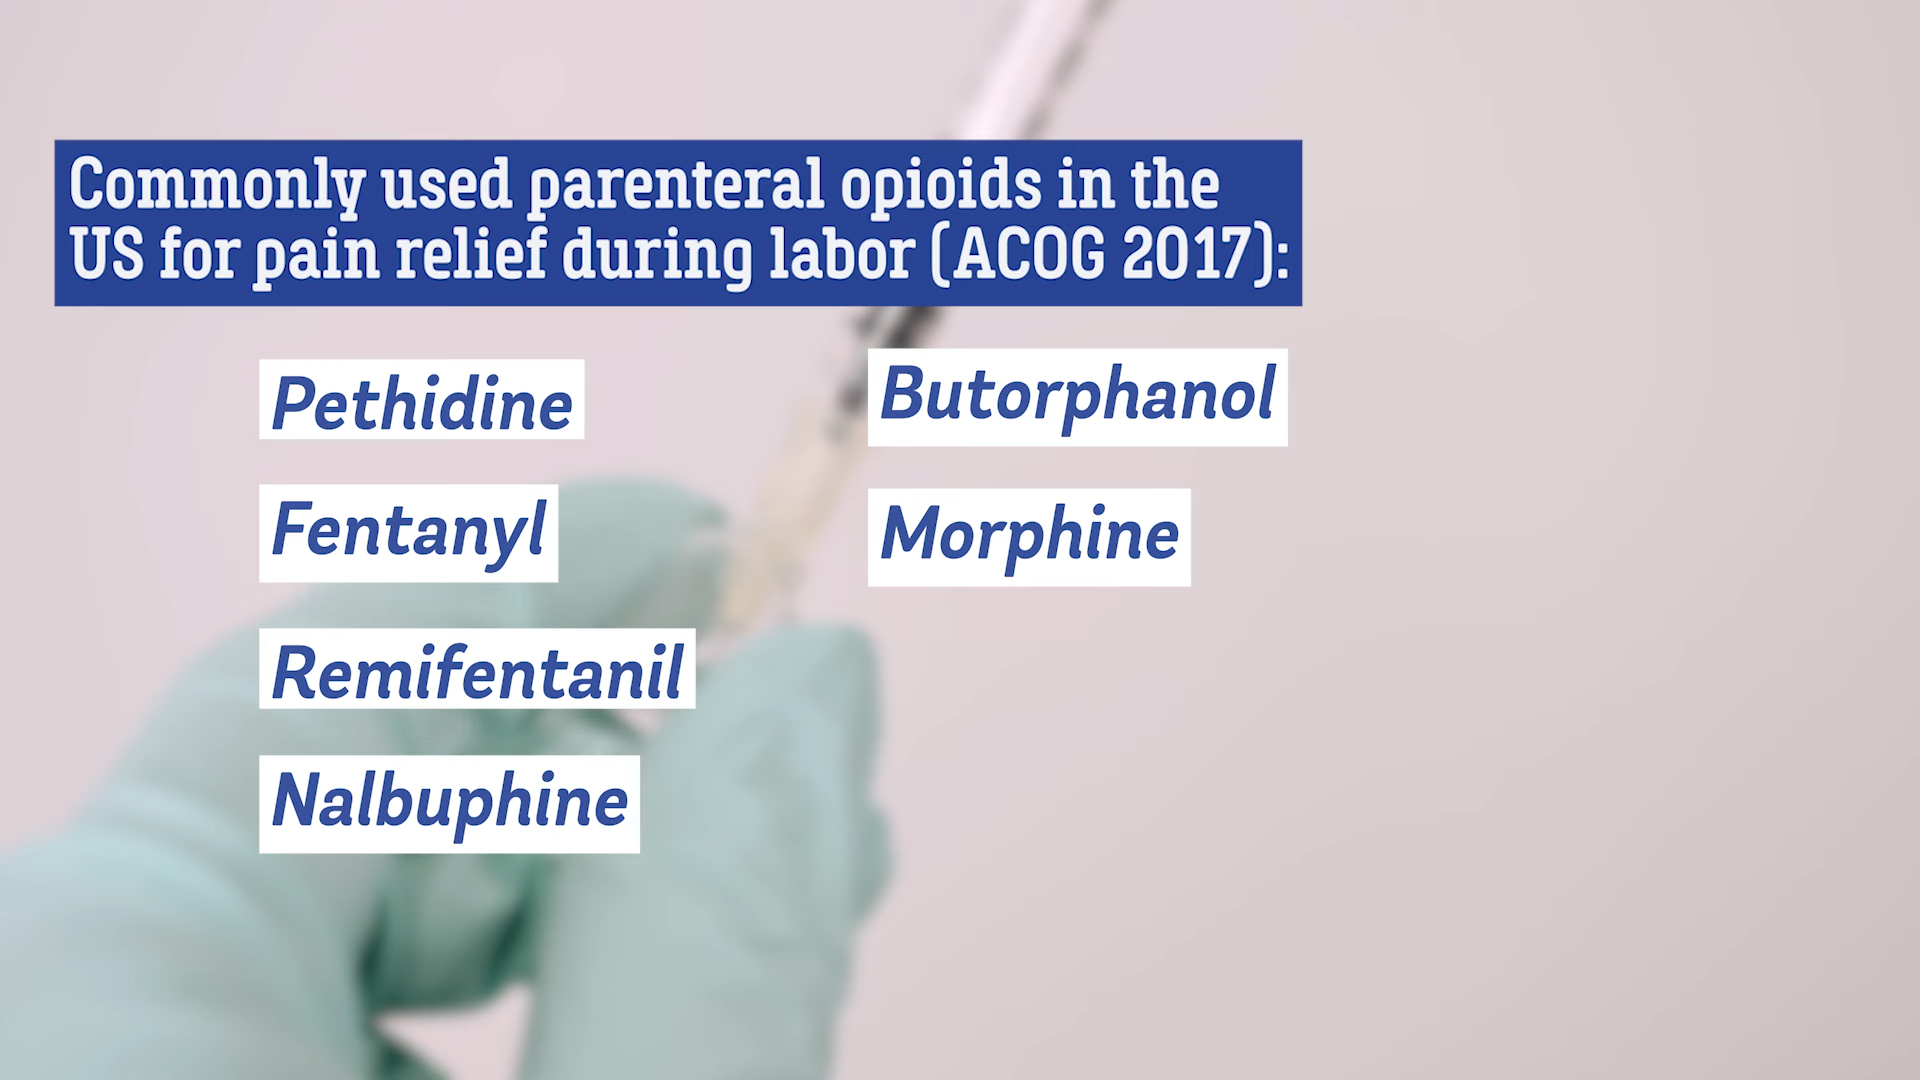 Commonly used parenteral opioids in the
US for pain relief during labor (ACOG 2017):
Pethidine
Fentanyl
Remifentanil
Nalbuphine
Butorphanol
Morphine